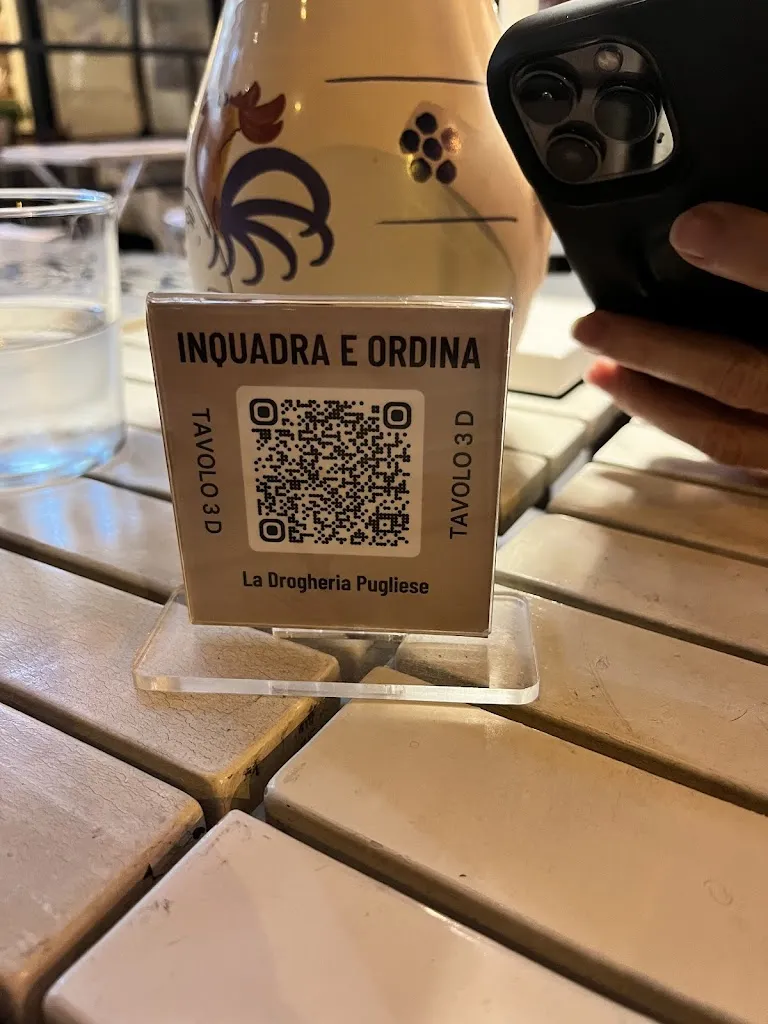 INQUADRA E ORDINA
TAVOLO 3 D
TAVOLO 3 D
La Drogheria Pugliese